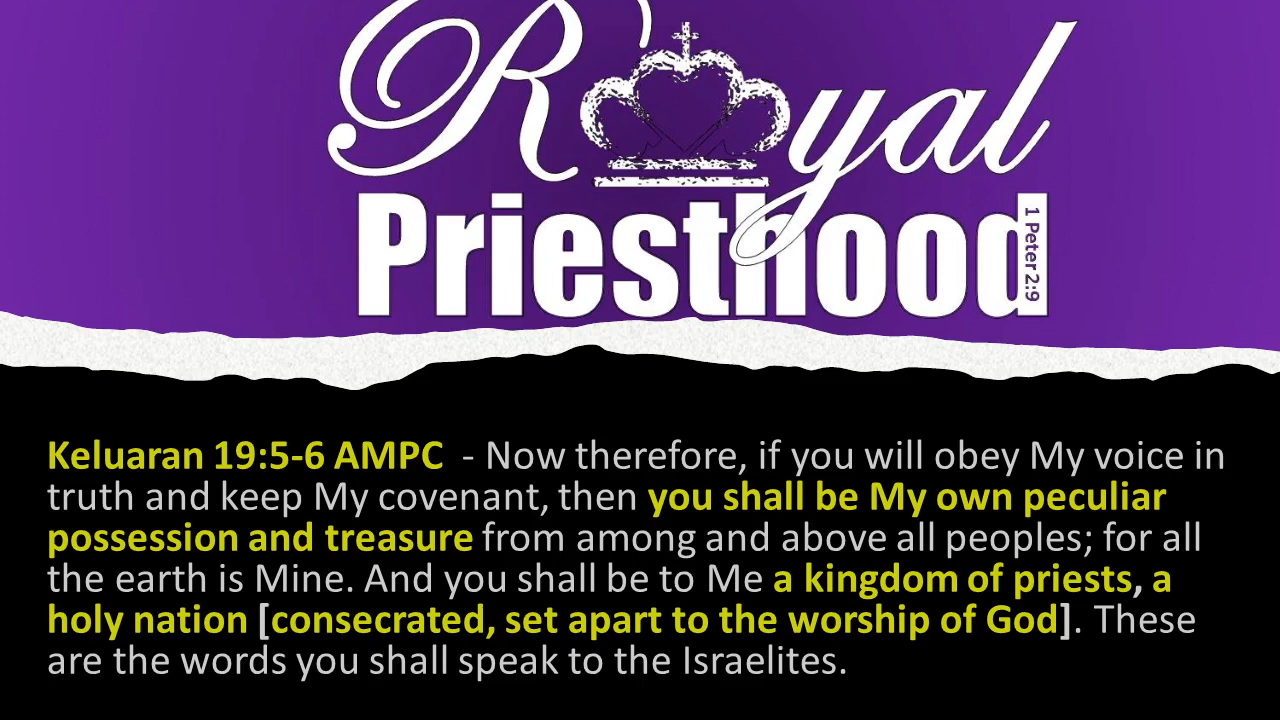 Royal
Priesthood
1 Peter 2:9
Keluaran 19:5-6 AMPC - Now therefore, if you will obey My voice in
truth and keep My covenant, then you shall be My own peculiar
possession and treasure from among and above all peoples; for all
the earth is Mine. And you shall be to Me a kingdom of priests, a
holy nation [consecrated, set apart to the worship of God]. These
are the words you shall speak to the Israelites.